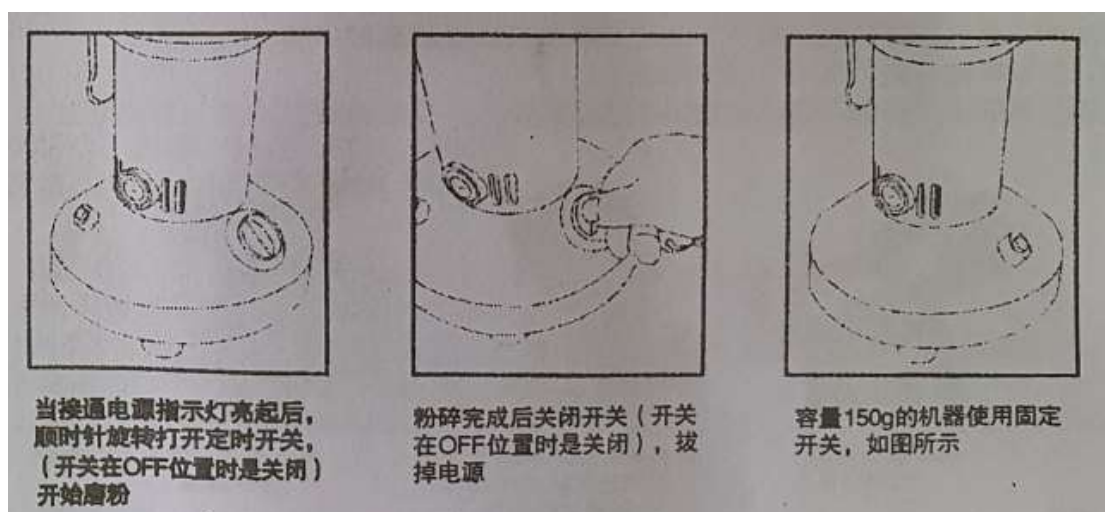 当接通电源指示灯亮起后，
顺时针旋转打开定时开关，
（开关在OFF位置时是关闭）
开始磨粉
粉碎完成后关闭开关（开关
在OFF位置时是关闭），拔
掉电源
容量150g的机器使用固定
开关，如图所示